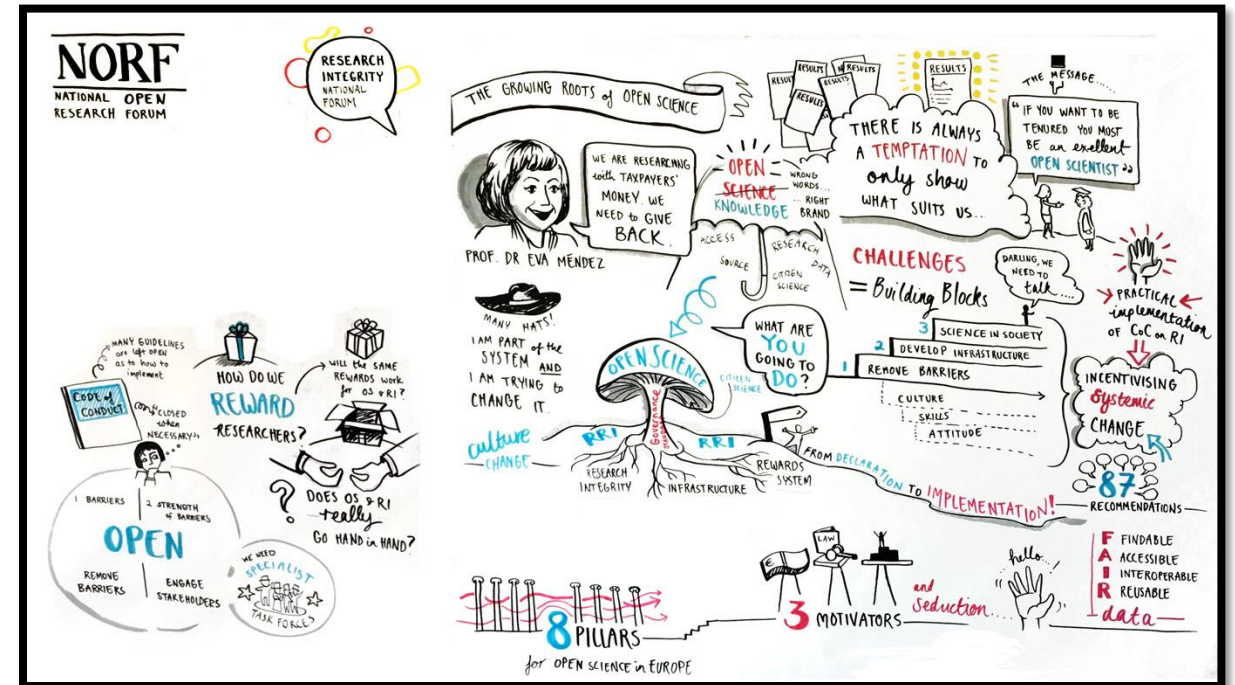 NORF
NATIONAL OPEN
RESEARCH FORUM
RESEARCH
INTEGRITY
NATIONAL
FORUM
MANY GUIDELINES
are left OPEN
as to how to
implement
CODE of
CONDUCT
"CLOSED
when
NECESSARY"
HOW DO WE
REWARD
RESEARCHERS?
WILL the SAME
REWARDS work
for OS & RI?
?
DOES OS & RI
really
GO HAND in HAND?
1 BARRIERS
2 STRENGTH
of BARRIERS
OPEN
REMOVE
BARRIERS
ENGAGE
STAKEHOLDERS
WE NEED
SPECIALIST
TASK FORCES
THE GROWING ROOTS of OPEN SCIENCE
PROF. DR EVA MÉNDEZ
WE ARE RESEARCHING
with TAXPAYERS'
MONEY. WE
NEED to GIVE
BACK.
OPEN
SCIENCE
KNOWLEDGE
WRONG
WORDS...
... RIGHT
BRAND
ACCESS
SOURCE
RESEARCH
DATA
CITIZEN
SCIENCE
RESULTS
RESULTS
RESULTS
RESULTS
RESULTS
RESULTS
THERE IS ALWAYS
A TEMPTATION TO
only show
WHAT SUITS US...
THE MESSAGE....
"IF YOU WANT TO BE
TENURED YOU MUST
BE an exellent
OPEN SCIENTIST"
MANY HATS!
I AM PART of the
SYSTEM AND
I AM TRYING to
CHANGE IT.
culture
CHANGE
OPEN SCIENCE
CITIZEN
SCIENCE
Governance
RRI
RRI
RESEARCH
INTEGRITY
INFRASTRUCTURE
REWARDS
SYSTEM
WHAT ARE
YOU
GOING TO
DO?
CHALLENGES
= Building Blocks
DARLING, WE
NEED TO
talk....
3 SCIENCE IN SOCIETY
2 DEVELOP INFRASTRUCTURE
1 REMOVE BARRIERS
CULTURE
SKILLS
ATTITUDE
PRACTICAL
implementation
OF CoC on RI
INCENTIVISING
Systemic
CHANGE
FROM DECLARATION TO IMPLEMENTATION!
87
RECOMMENDATIONS
8 PILLARS
for OPEN SCIENCE in EUROPE
LAW
3 MOTIVATORS
and
Seduction....
hello...
F FINDABLE
A ACCESSIBLE
I INTEROPERABLE
R REUSABLE
data